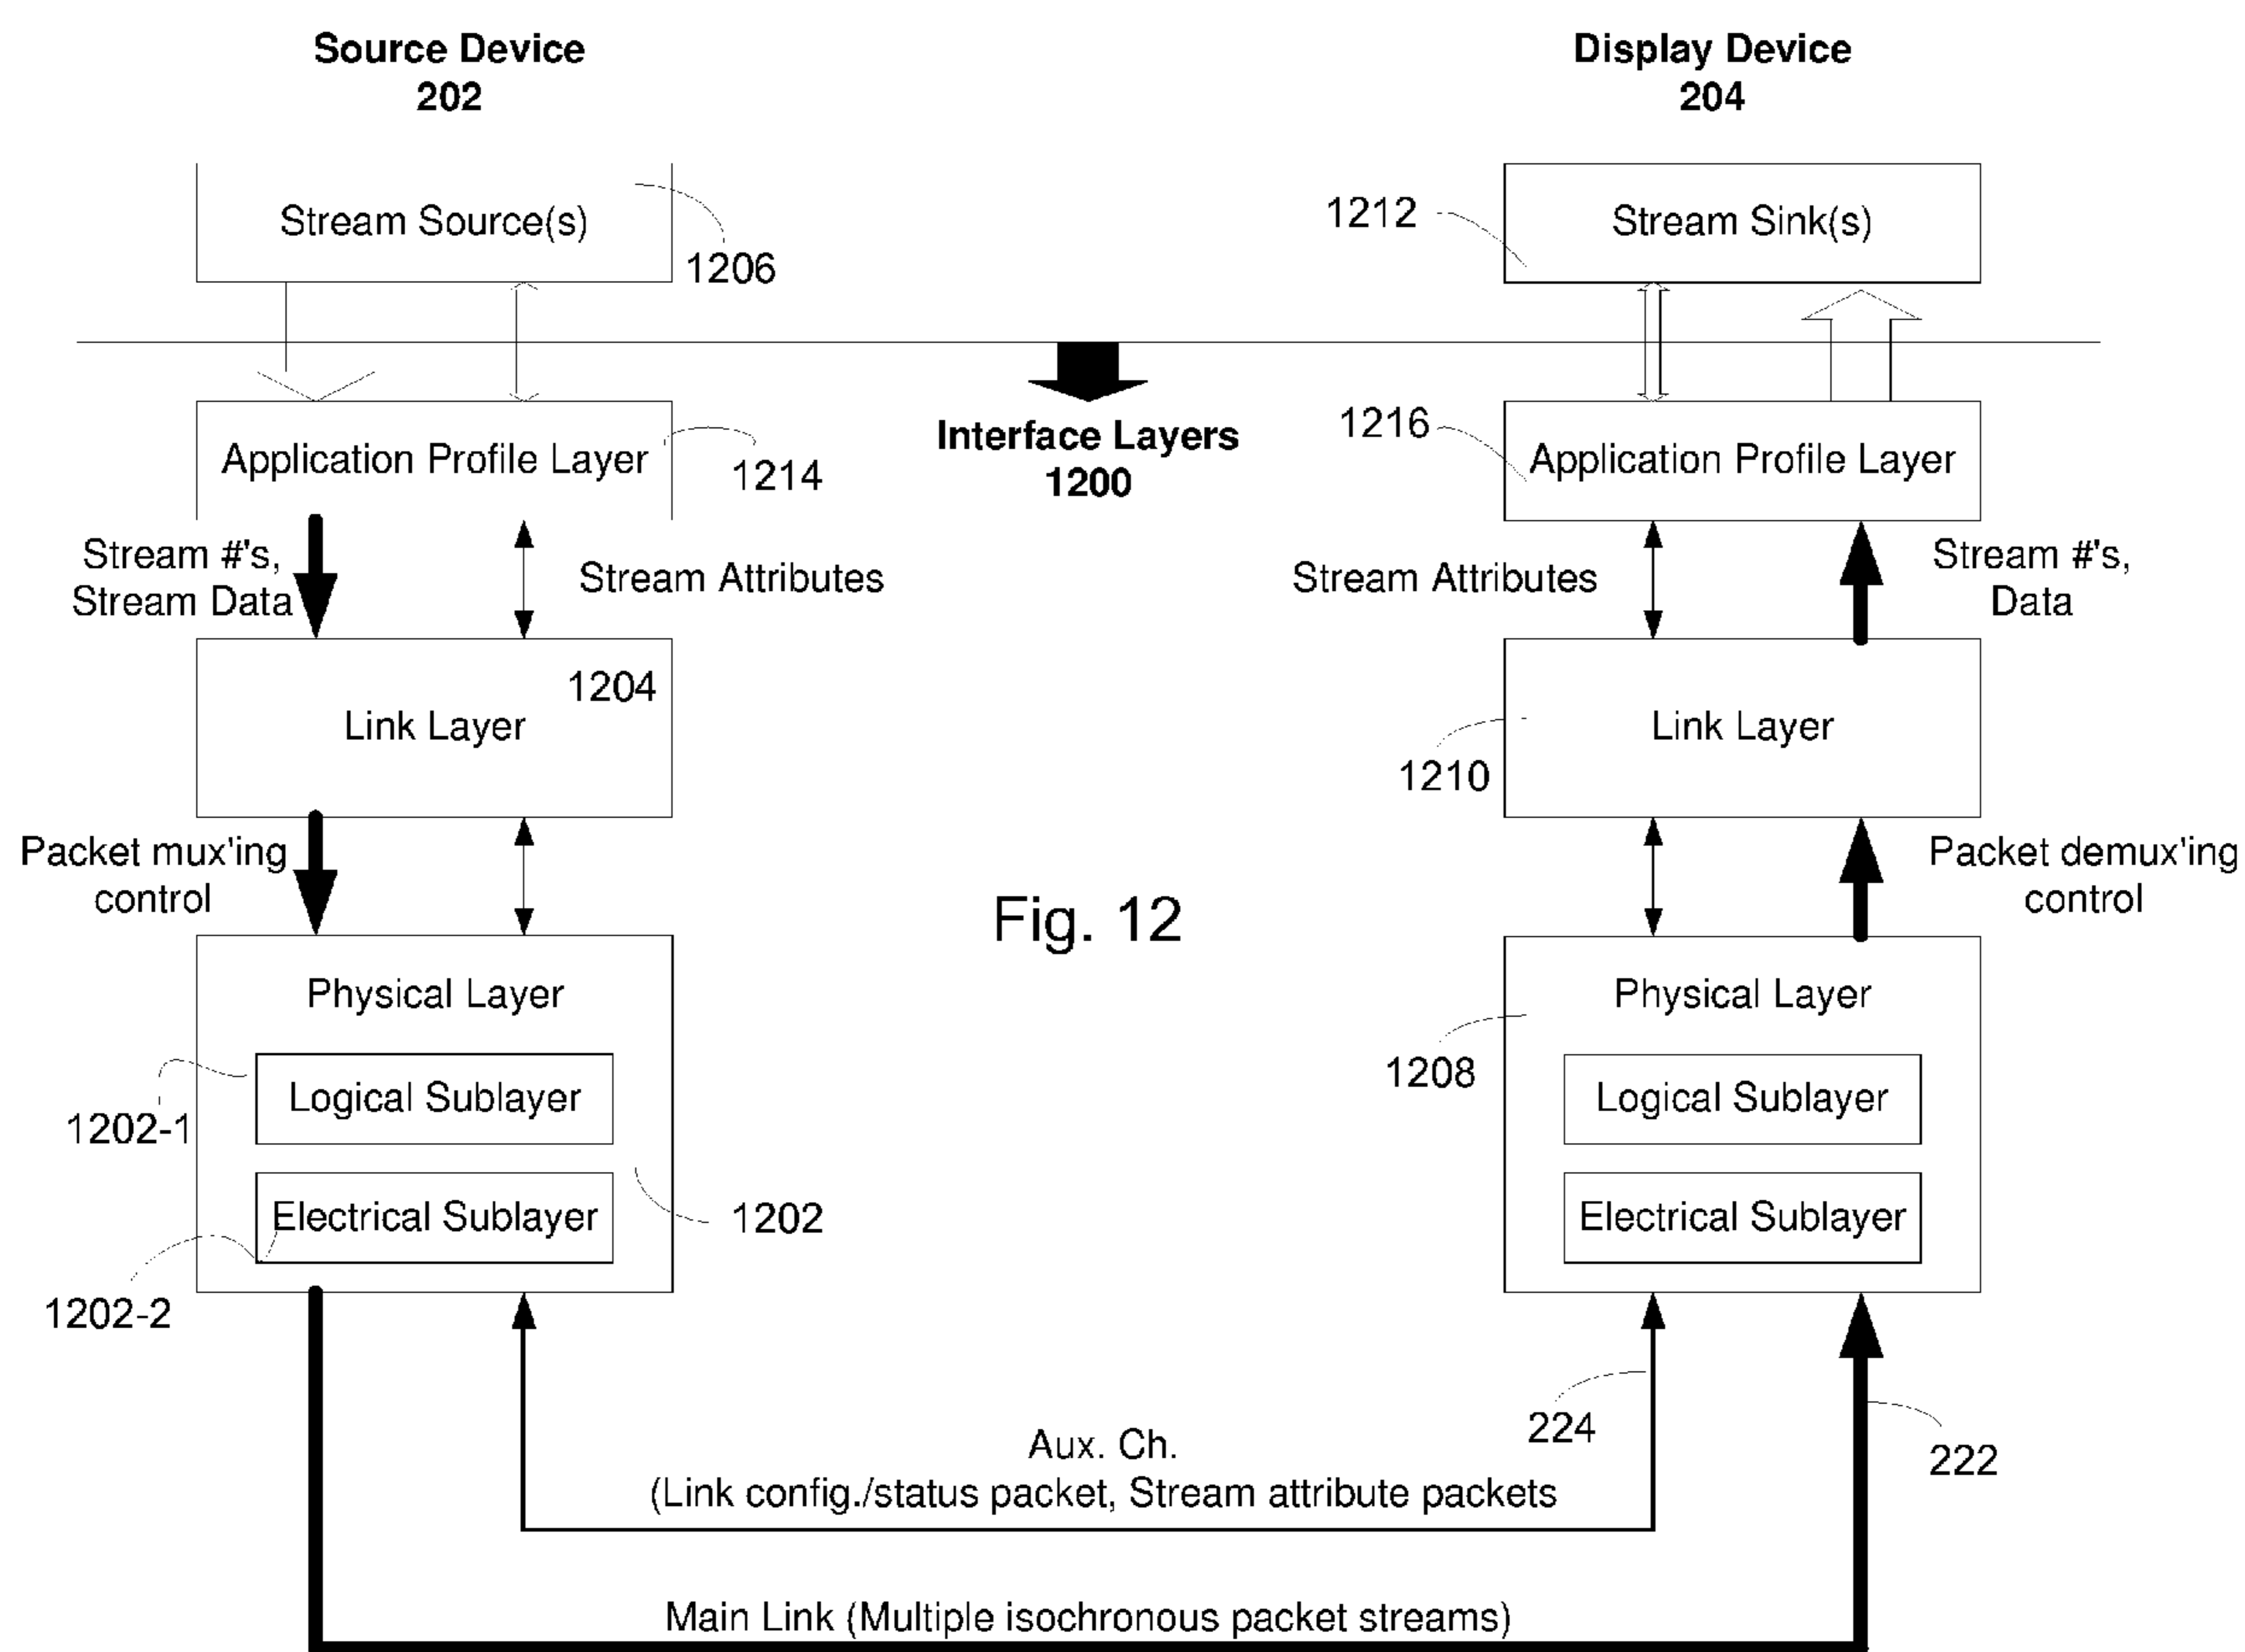 Source Device
202
Display Device
204
Stream Source(s)
1206
1212
Stream Sink(s)
Application Profile Layer
1214
Interface Layers
1200
1216
Application Profile Layer
Stream #'s,
Stream Data
Stream Attributes
Stream Attributes
Stream #'s,
Data
1204
Link Layer
Link Layer
1210
Packet mux'ing
control
Fig. 12
Packet demux'ing
control
Physical Layer
Physical Layer
1208
Logical Sublayer
1202-1
Logical Sublayer
Electrical Sublayer
1202
1202-2
Electrical Sublayer
224
222
Aux. Ch.
(Link config./status packet, Stream attribute packets
Main Link (Multiple isochronous packet streams)